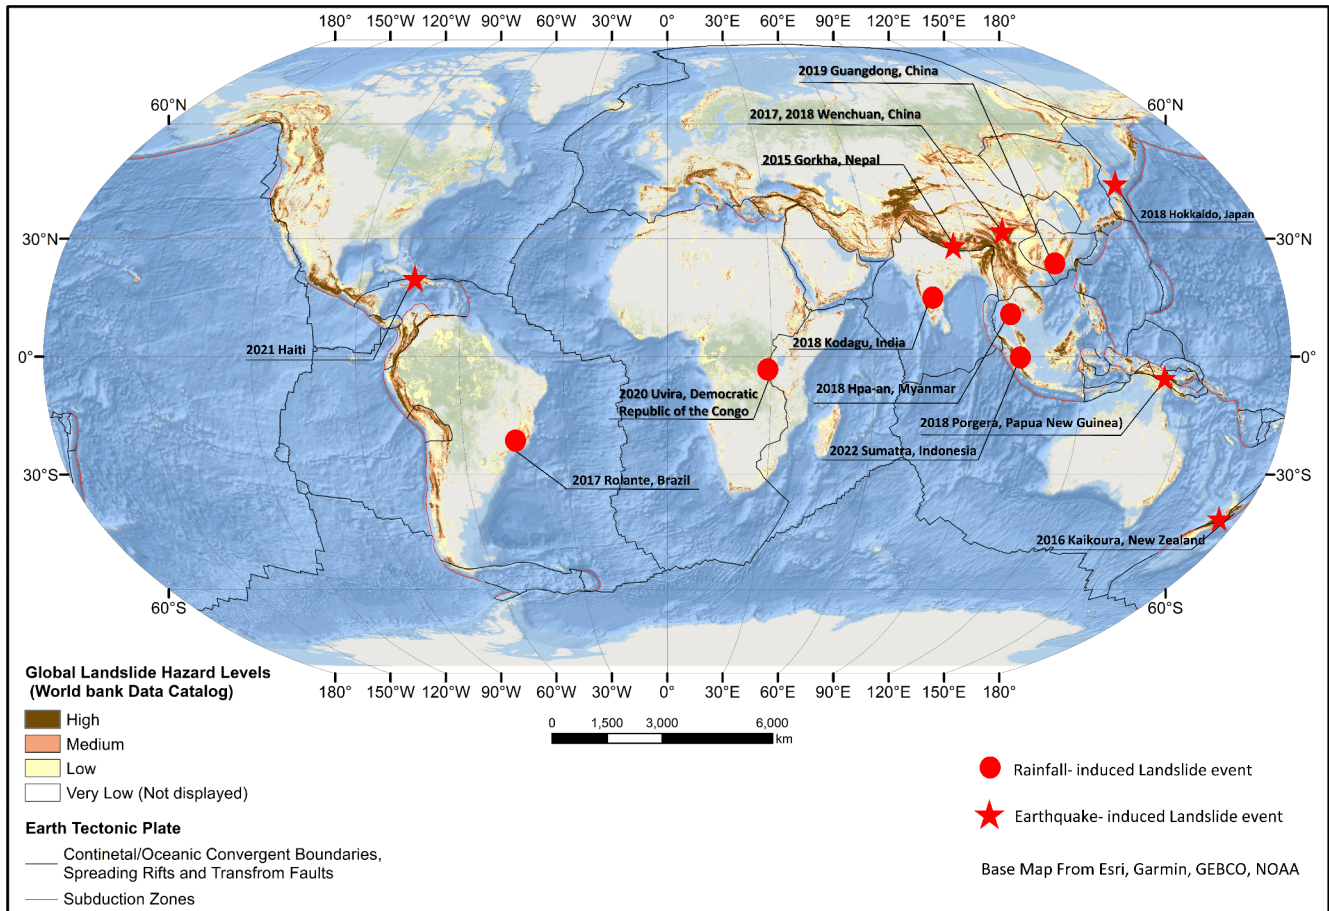 180° 150°W 120°W 90°W 60°W 30°W 0° 30°E 60°E 90°E 120°E 150°E 180°
2019 Guangdong, China
60°N
60°N
2017, 2018 Wenchuan, China
2015 Gorkha, Nepal
2018 Hokkaido, Japan
30°N
30°N
2018 Kodagu, India
2021 Haiti
0°
0°
2020 Uvira, Democratic
Republic of the Congo
2018 Hpa-an, Myanmar
2018 Porgera, Papua New Guinea)
2022 Sumatra, Indonesia
30°S
30°S
2017 Rolante, Brazil
2016 Kaikoura, New Zealand
60°S
60°S
180° 150°W 120°W 90°W 60°W 30°W 0° 30°E 60°E 90°E 120°E 150°E 180°
Global Landslide Hazard Levels
(World bank Data Catalog)
High
Medium
Low
Very Low (Not displayed)
Earth Tectonic Plate
Continetal/Oceanic Convergent Boundaries,
Spreading Rifts and Transfrom Faults
Subduction Zones
0 1,500 3,000 6,000
km
Rainfall- induced Landslide event
Earthquake- induced Landslide event
Base Map From Esri, Garmin, GEBCO, NOAA